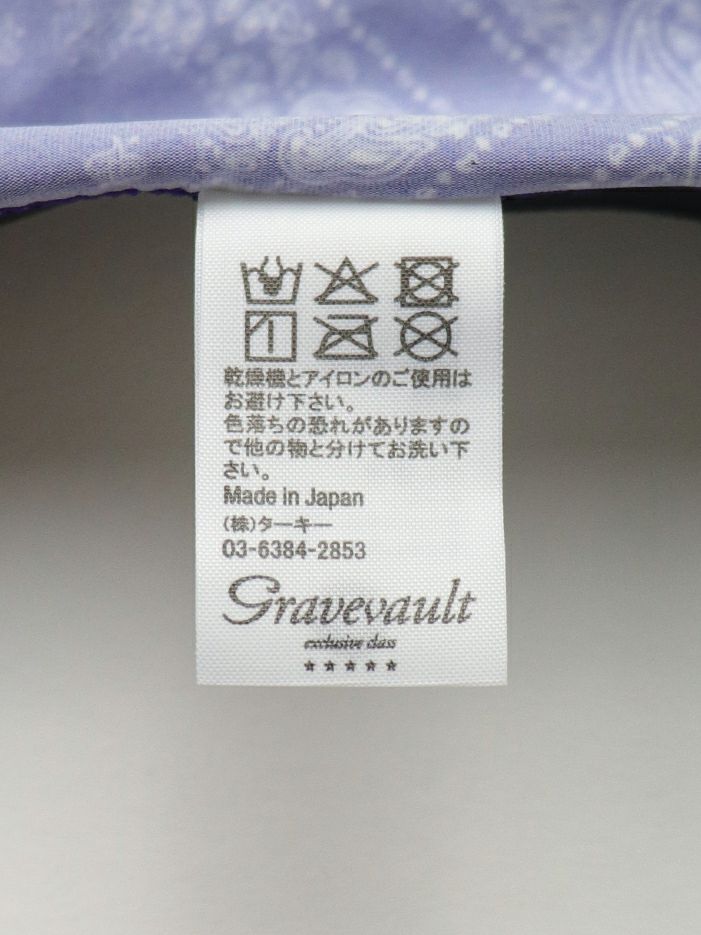 乾燥機とアイロンのご使用は
お避け下さい。
色落ちの恐れがありますの
で他の物と分けてお洗い下
さい。
Made in Japan
(株)ターキー
03-6384-2853
Gravevault
exclusive class
★★★★★